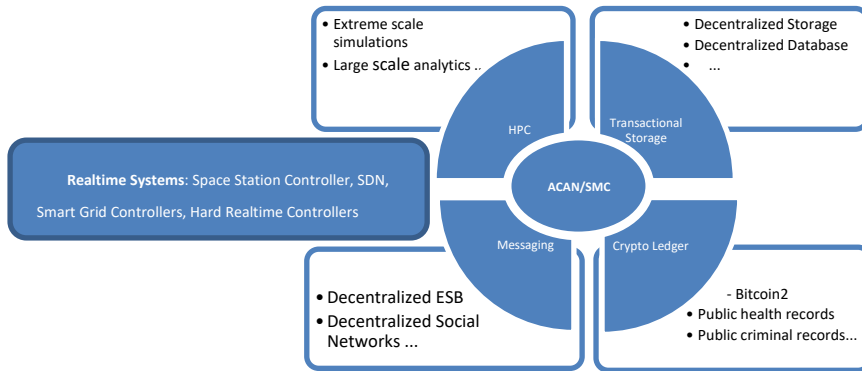 • Extreme scale
simulations
• Large scale analytics ..
• Decentralized Storage
• Decentralized Database
• ...
HPC
Transactional
Storage
Realtime Systems: Space Station Controller, SDN,
Smart Grid Controllers, Hard Realtime Controllers
ACAN/SMC
Messaging
Crypto Ledger
• Decentralized ESB
• Decentralized Social
Networks ...
- Bitcoin2
• Public health records
• Public criminal records...